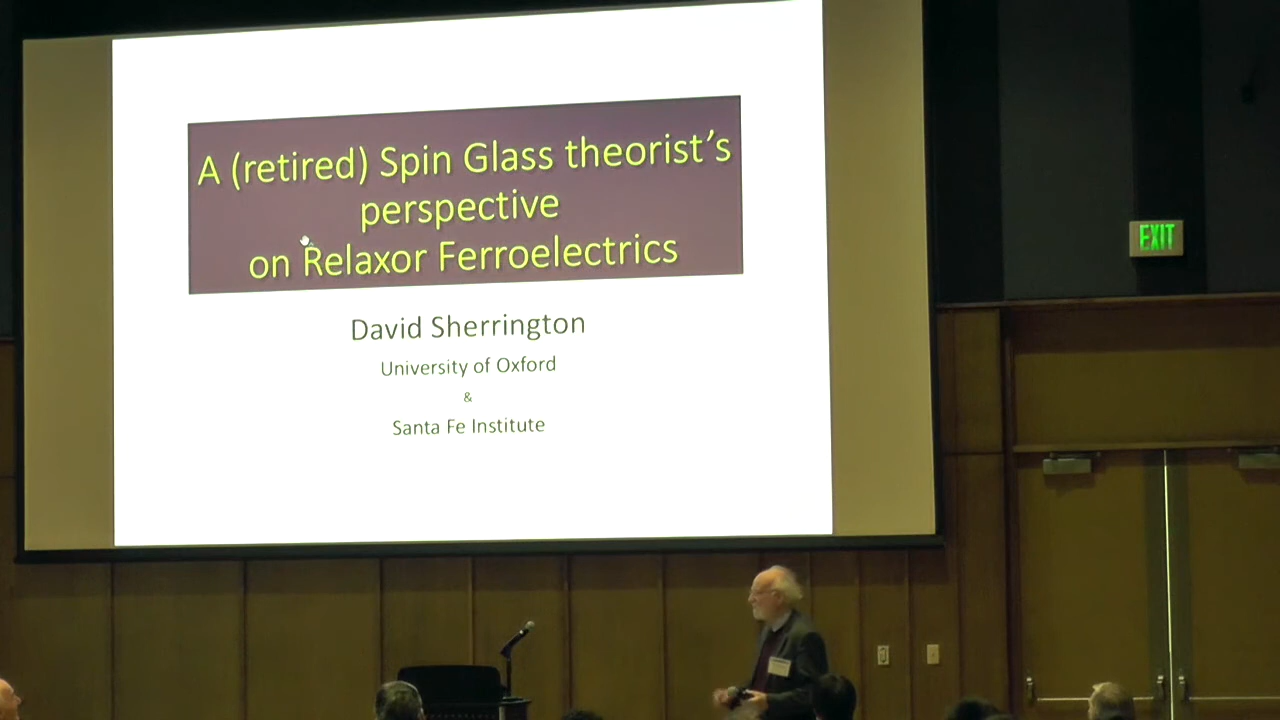 A (retired) Spin Glass theorist's
perspective
on Relaxor Ferroelectrics
David Sherrington
University of Oxford
&
Santa Fe Institute
EXIT